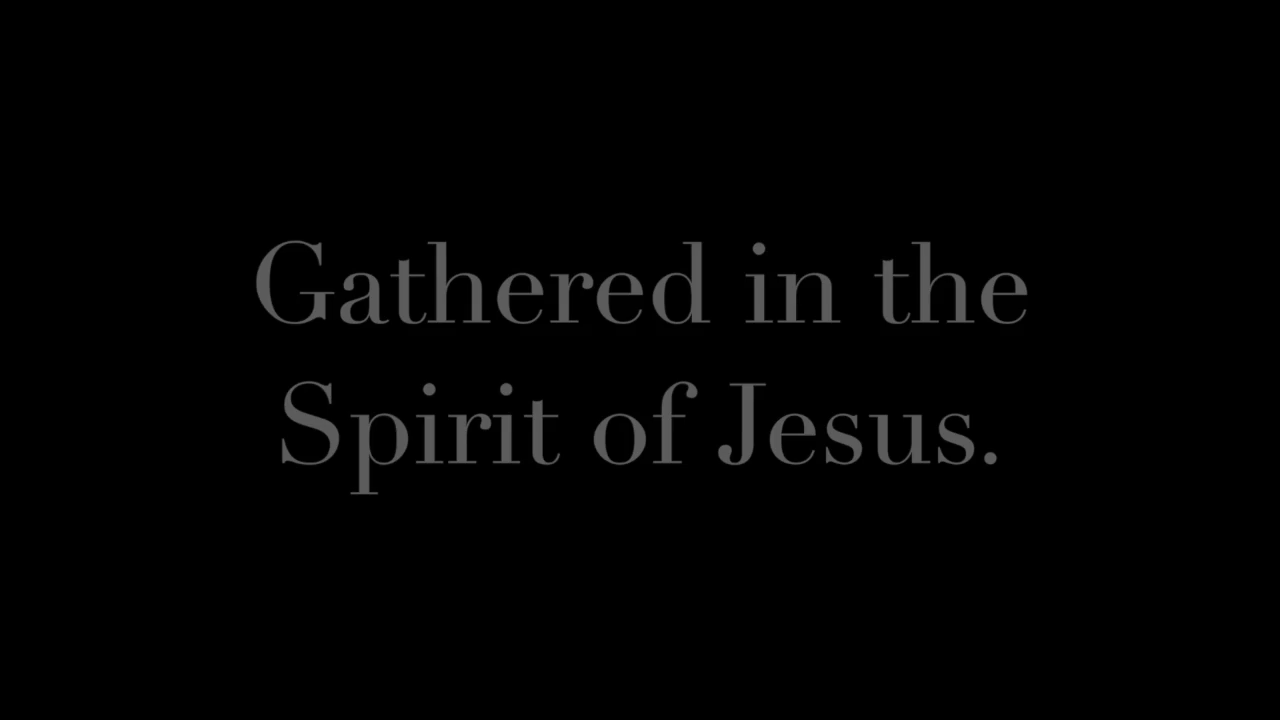 Gathered in the
Spirit of Jesus.